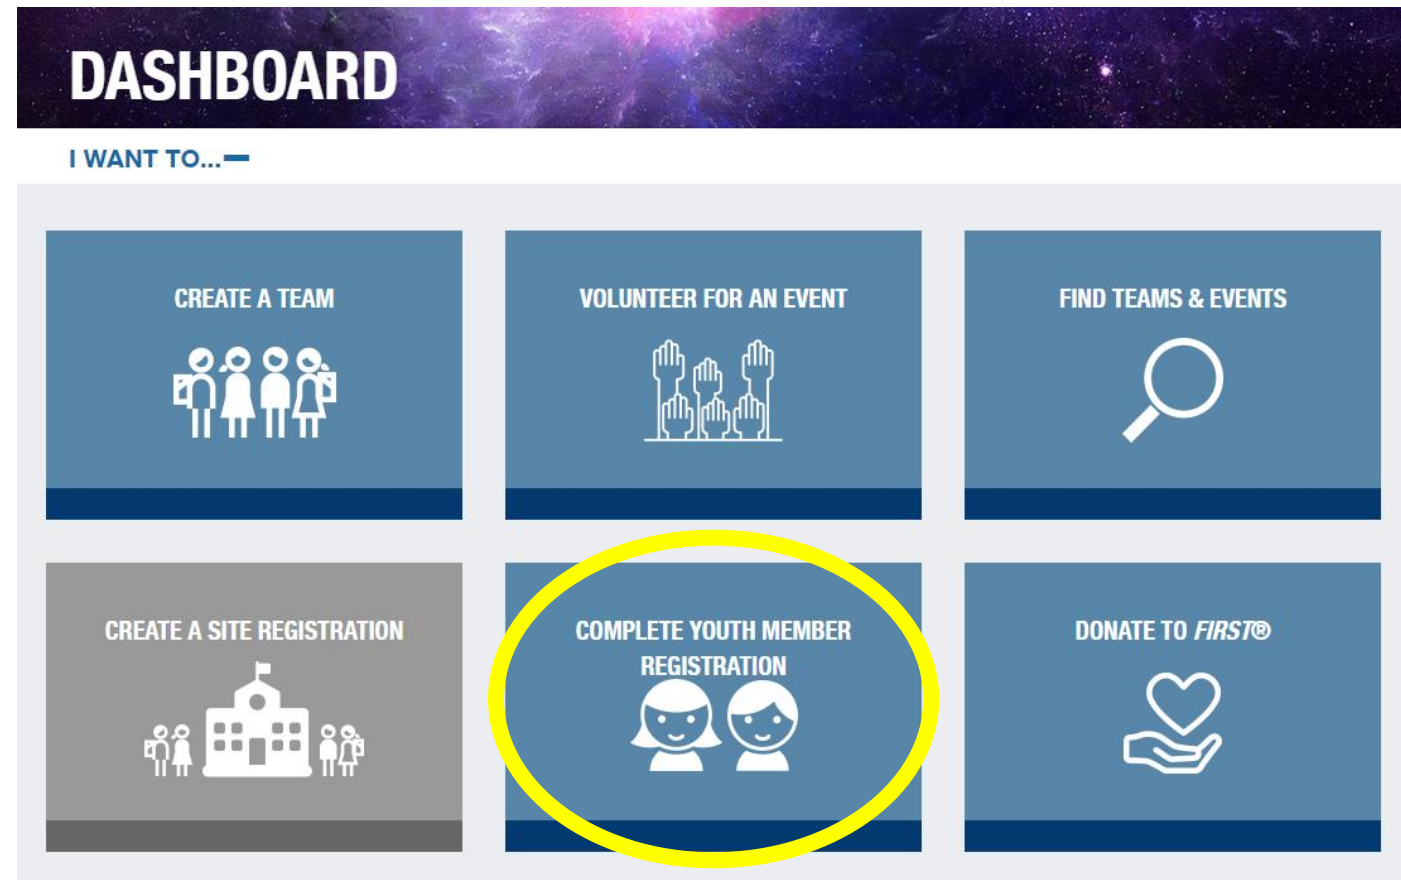 DASHBOARD
I WANT TO...
CREATE A TEAM
VOLUNTEER FOR AN EVENT
FIND TEAMS & EVENTS
CREATE A SITE REGISTRATION
COMPLETE YOUTH MEMBER
REGISTRATION
DONATE TO FIRST®